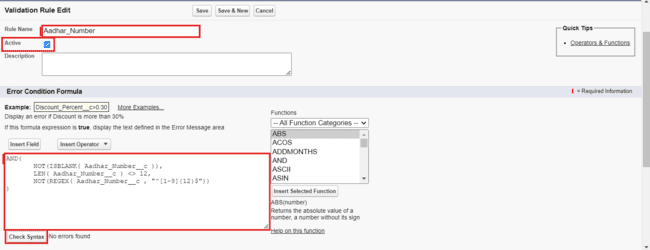 Validation Rule Edit
Save
Save & New
Cancel
Rule Name
Aadhar_Number
Active
Description
Quick Tips
Operators & Functions
Error Condition Formula
= Required Information
Example:
Discount_Percent__c>0.30
More Examples...
Display an error if Discount is more than 30%
If this formula expression is true, display the text defined in the Error Message area
Insert Field
Insert Operator
Functions
-- All Function Categories --
ABS
ACOS
ADDMONTHS
AND
ASCII
ASIN
AND(
NOT(ISBLANK( Aadhar_Number__c )),
LEN( Aadhar_Number__c ) <> 12,
NOT(REGEX( Aadhar_Number__c , "^[1-9]{12}$"))
)
Insert Selected Function
ABS(number)
Returns the absolute value of a
number, a number without its sign
Help on this function
Check Syntax
No errors found